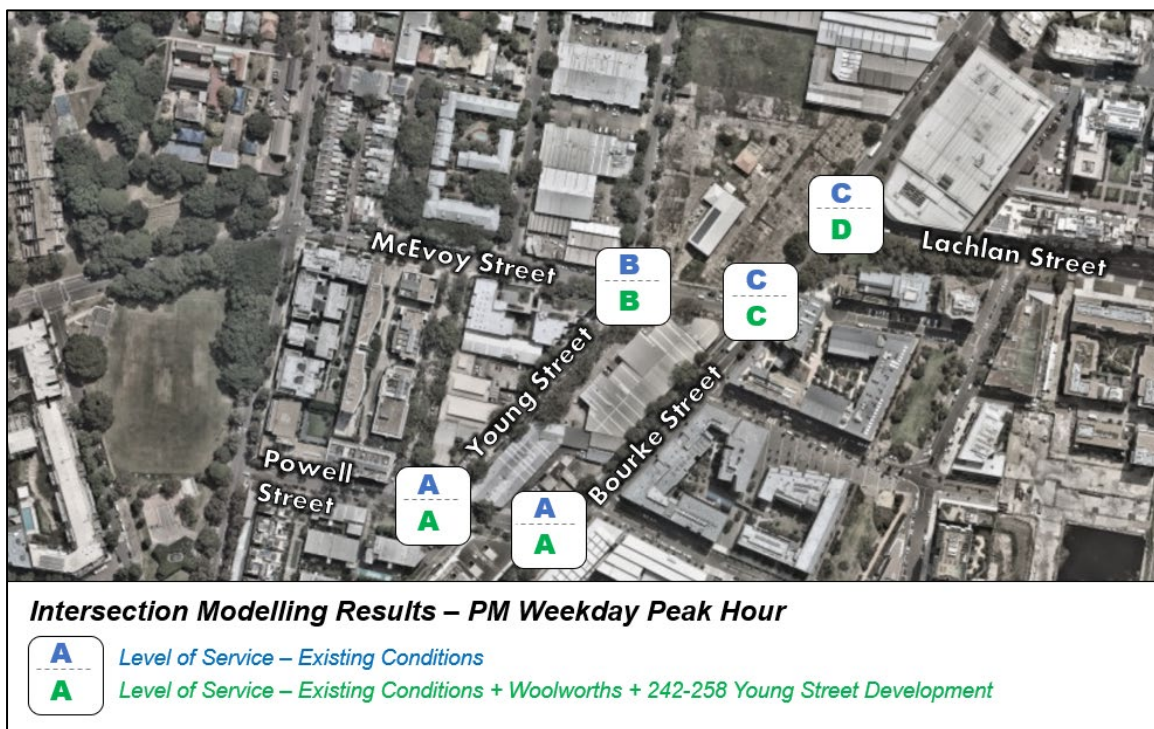 C
D
McEvoy Street
Lachlan Street
B
B
C
C
Young Street
Bourke Street
Powell
Street
A
A
A
A
Intersection Modelling Results – PM Weekday Peak Hour
A
Level of Service – Existing Conditions
A
Level of Service – Existing Conditions + Woolworths + 242-258 Young Street Development